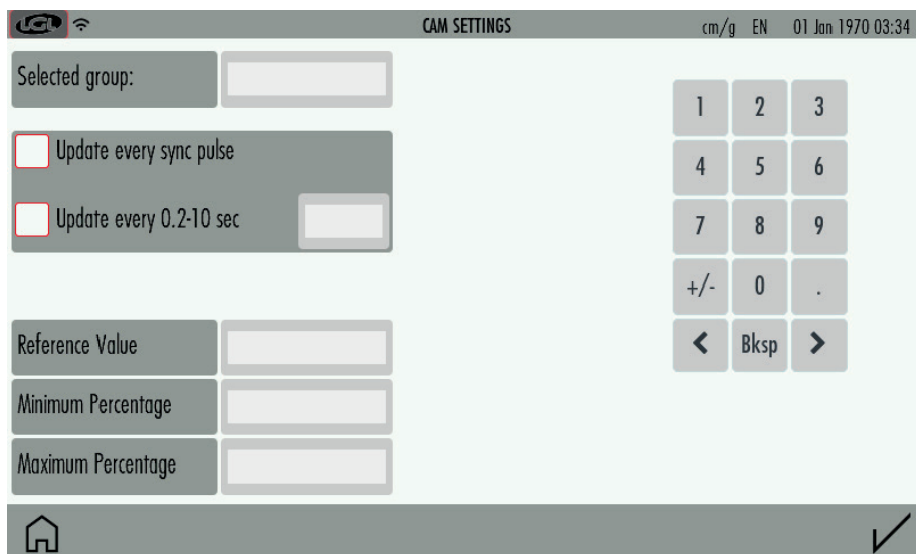 LGL CAM SETTINGS cm/g EN 01 Jan 1970 03:34
Selected group:
Update every sync pulse
Update every 0.2-10 sec
Reference Value
Minimum Percentage
Maximum Percentage
1 2 3
4 5 6
7 8 9
+/- 0 .
< Bksp >